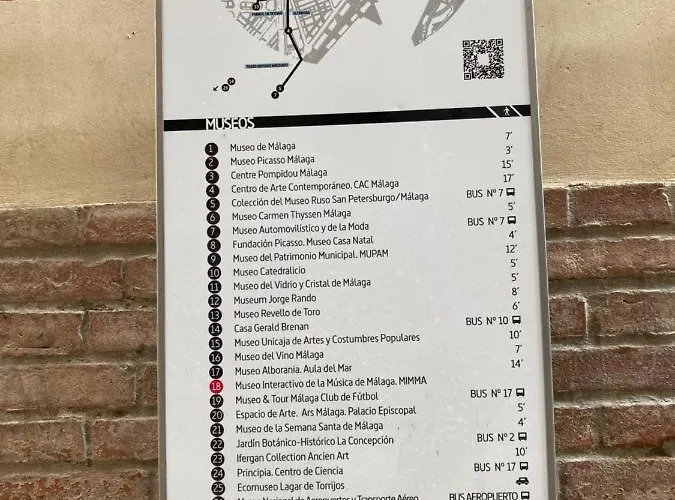 MUSEOS
1 Museo de Málaga 7'
2 Museo Picasso Málaga 3'
3 Centre Pompidou Málaga 15'
4 Centro de Arte Contemporáneo. CAC Málaga 17'
5 Colección del Museo Ruso San Petersburgo/Málaga BUS Nº 7
6 Museo Carmen Thyssen Málaga 5'
7 Museo Automovilístico y de la Moda BUS Nº 7
8 Fundación Picasso. Museo Casa Natal 4'
9 Museo del Patrimonio Municipal. MUPAM 12'
10 Museo Catedralicio 5'
11 Museo del Vidrio y Cristal de Málaga 5'
12 Museum Jorge Rando 8'
13 Museo Revello de Toro 6'
14 Casa Gerald Brenan BUS Nº 10
15 Museo Unicaja de Artes y Costumbres Populares 10'
16 Museo del Vino Málaga 7'
17 Museo Alborania. Aula del Mar 14'
18 Museo Interactivo de la Música de Málaga. MIMMA
19 Museo & Tour Málaga Club de Fútbol BUS Nº 17
20 Espacio de Arte. Ars Málaga. Palacio Episcopal 5'
21 Museo de la Semana Santa de Málaga 4'
22 Jardín Botánico-Histórico La Concepción BUS Nº 2
23 Ifergan Collection Ancien Art 10'
24 Principia. Centro de Ciencia BUS Nº 17
25 Ecomuseo Lagar de Torrijos
Museo Nacional de Aeropuertos y Transporte Aéreo BUS AEROPUERTO